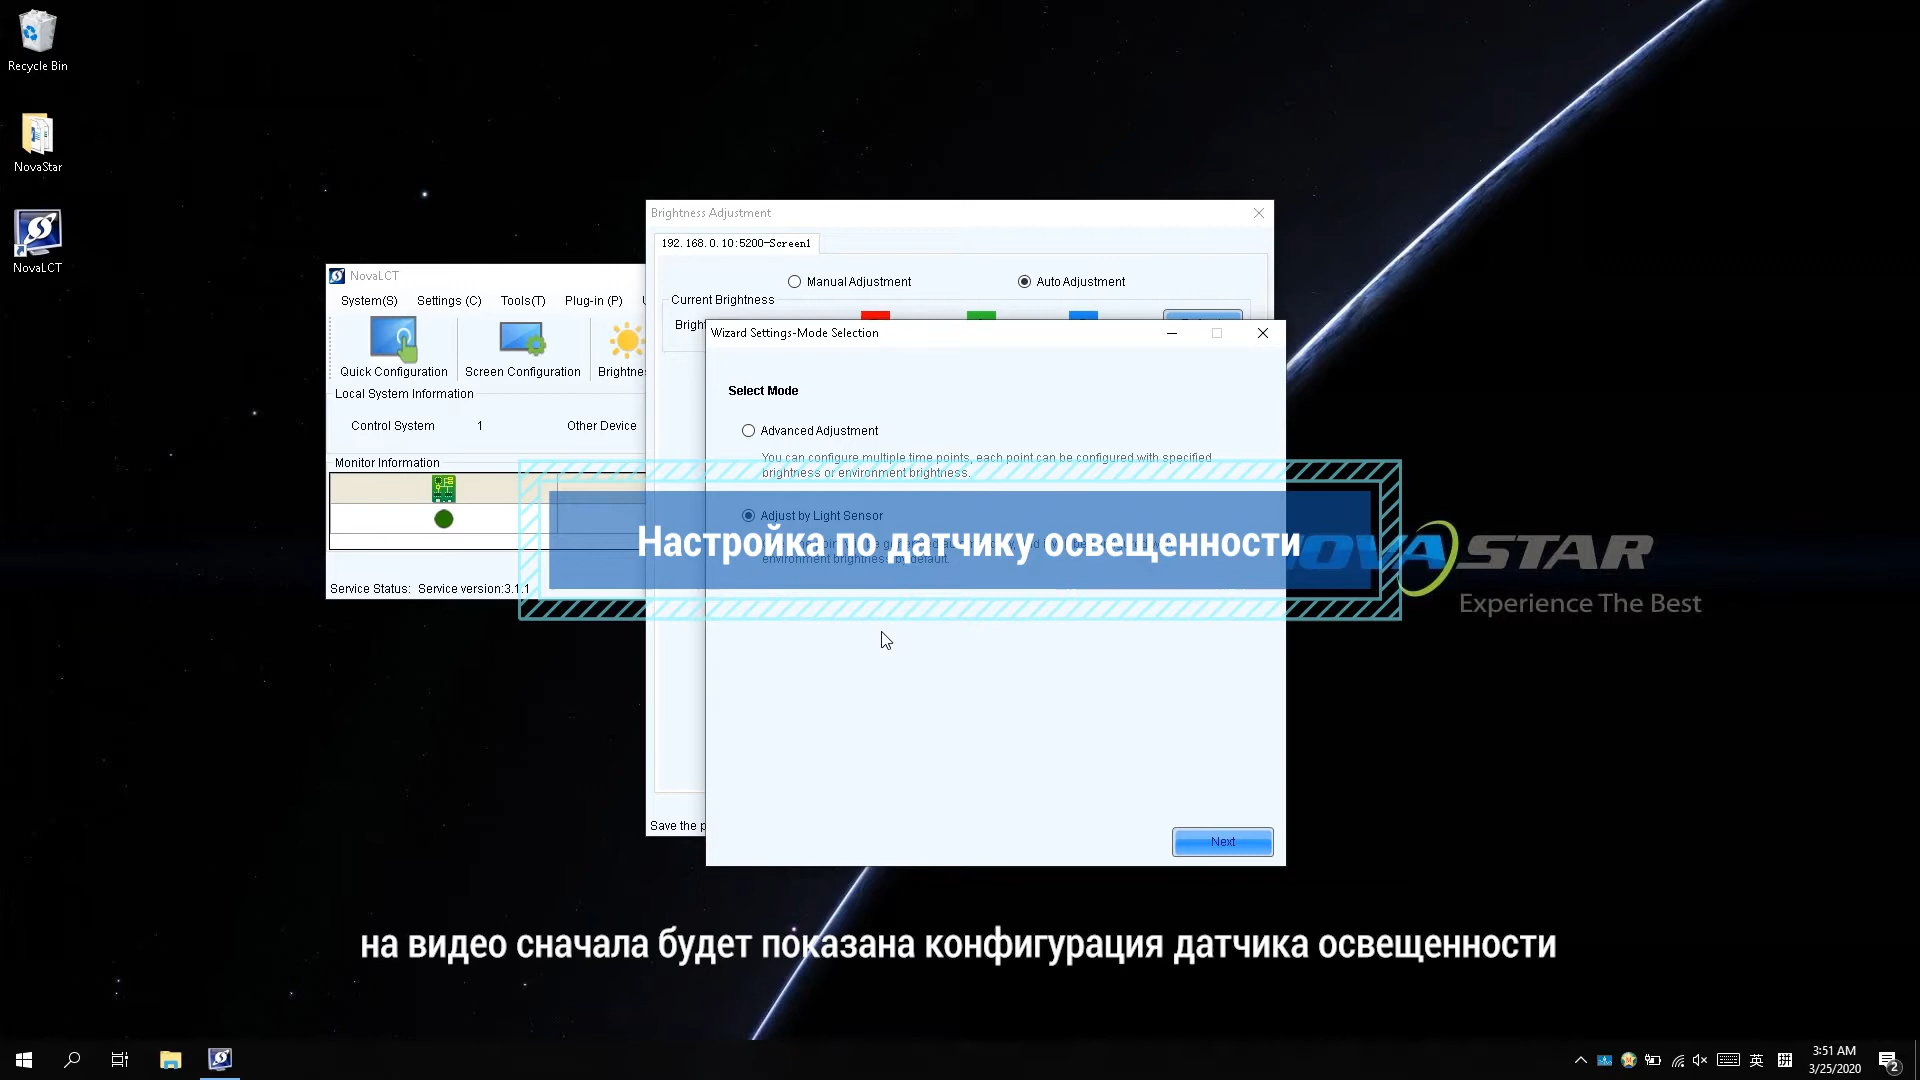 Recycle Bin
NovaStar
NovaLCT
Brightness Adjustment
192.168.0.10:5200-Screen1
Manual Adjustment
Auto Adjustment
Current Brightness
Bright
NovaLCT
System(S) Settings (C) Tools(T) Plug-in (P)
Quick Configuration
Screen Configuration
Brightne
Local System Information
Control System 1
Other Device
Monitor Information
Service Status: Service version:3.1.1
Wizard Settings-Mode Selection
Select Mode
Advanced Adjustment
You can configure multiple time points, each point can be configured with specified
brightness or environment brightness.
Adjust by Light Sensor
environment brightness by default.
Настройка по датчику освещенности
NOVASTAR
Experience The Best
Save the p
Next
на видео сначала будет показана конфигурация датчика освещенности
英
拼
3:51 AM
3/25/2020
2